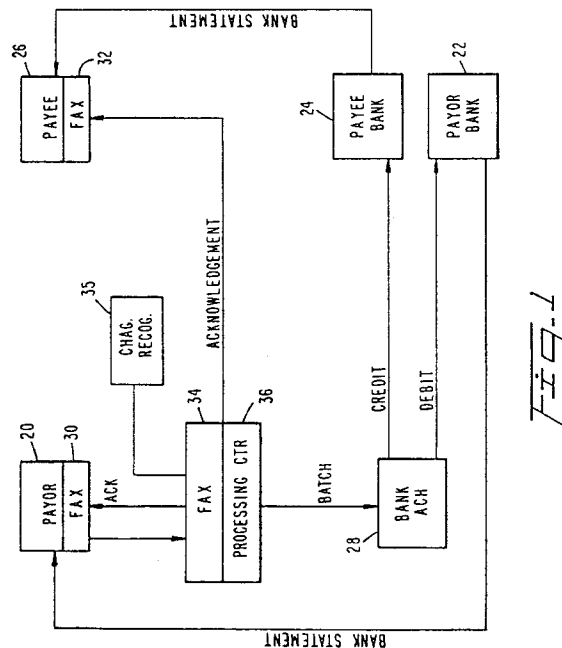 20
PAYOR
FAX
30
ACK
35
CHAG.
RECOG.
26
PAYEE
FAX
32
BANK STATEMENT
ACKNOWLEDGEMENT
34
FAX
PROCESSING CTR
36
BATCH
28
BANK
ACH
CREDIT
DEBIT
24
PAYEE
BANK
22
PAYOR
BANK
BANK STATEMENT
Fig. 1